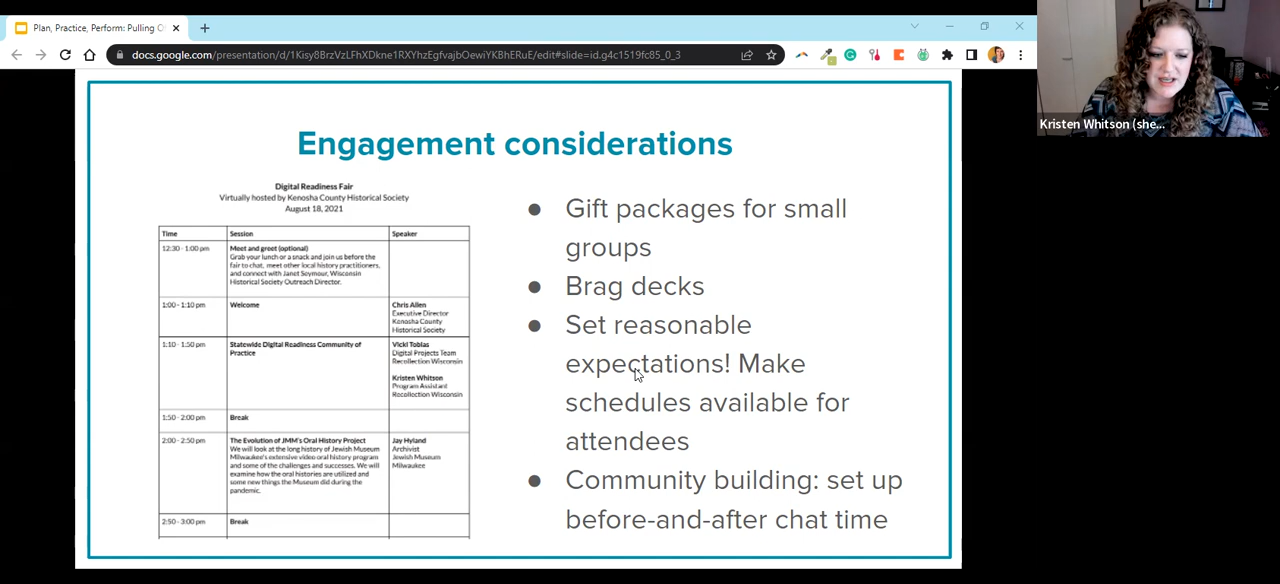 Plan, Practice, Perform: Pulling O
docs.google.com/presentation/d/1Kisy8BrzVzLFhXDkne1RXYhzEgfvajbOewiYKBhERuE/edit#slide=id.g4c1519fc85_0_3
Kristen Whitson (she...
Engagement considerations
Digital Readiness Fair
Virtually hosted by Kenosha County Historical Society
August 18, 2021
Time Session Speaker
12:30 - 1:00 pm Meet and greet (optional)
Grab your lunch or a snack and join us before the
fair to chat, meet other local history practitioners,
and connect with Janet Seymour, Wisconsin
Historical Society Outreach Director.
1:00 - 1:10 pm Welcome Chris Allen
Executive Director
Kenosha County
Historical Society
1:10 - 1:50 pm Statewide Digital Readiness Community of Vicki Tobias
Practice Digital Projects Team
Recollection Wisconsin
Kristen Whitson
Program Assistant
Recollection Wisconsin
1:50 - 2:00 pm Break
2:00 - 2:50 pm The Evolution of JMM's Oral History Project Jay Hyland
We will look at the long history of Jewish Museum Archivist
Milwaukee's extensive video oral history program Jewish Museum
and some of the challenges and successes. We will Milwaukee
examine how the oral histories are utilized and
some new things the Museum did during the
pandemic.
2:50 - 3:00 pm Break
● Gift packages for small
groups
● Brag decks
● Set reasonable
expectations! Make
schedules available for
attendees
● Community building: set up
before-and-after chat time